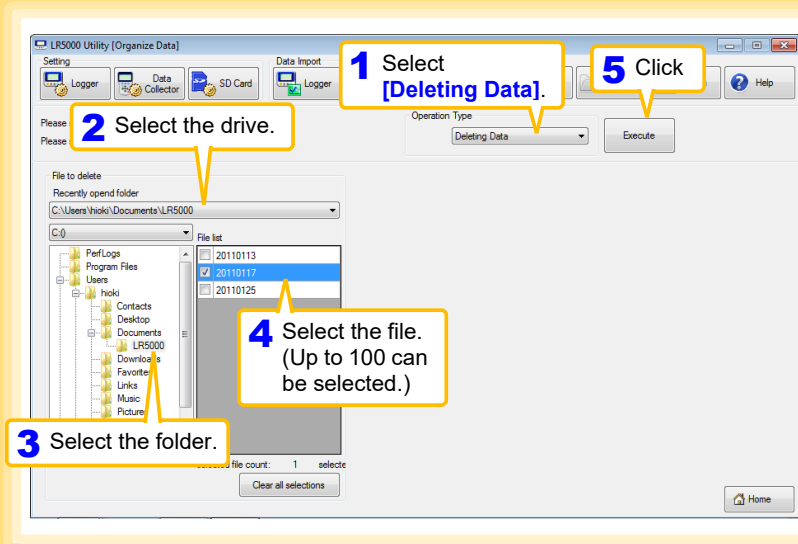 LR5000 Utility [Organize Data]
Setting
Data Import
Logger
Data
Collector
SD Card
Logger
Help
1 Select
[Deleting Data].
5 Click
Please
Please
2 Select the drive.
Operation Type
Deleting Data
Execute
File to delete
Recently opend folder
C:\Users\hioki\Documents\LR5000
C:()
File list
PerfLogs
Program Files
Users
hioki
Contacts
Desktop
Documents
LR5000
Downloads
Favorites
Links
Music
Picture
20110113
20110117
20110125
4 Select the file.
(Up to 100 can
be selected.)
3 Select the folder.
file count: 1 selecte
Clear all selections
Home